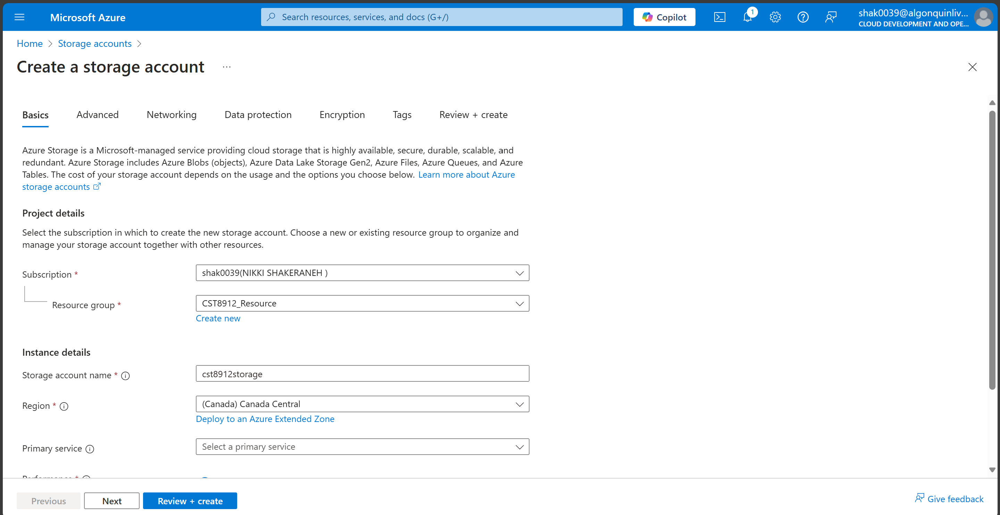 Microsoft Azure
Search resources, services, and docs (G+/)
Copilot
1
shak0039@algonquinliv...
CLOUD DEVELOPMENT AND OPE...
Home > Storage accounts >
Create a storage account ...
Basics Advanced Networking Data protection Encryption Tags Review + create
Azure Storage is a Microsoft-managed service providing cloud storage that is highly available, secure, durable, scalable, and
redundant. Azure Storage includes Azure Blobs (objects), Azure Data Lake Storage Gen2, Azure Files, Azure Queues, and Azure
Tables. The cost of your storage account depends on the usage and the options you choose below. Learn more about Azure
storage accounts
Project details
Select the subscription in which to create the new storage account. Choose a new or existing resource group to organize and
manage your storage account together with other resources.
Subscription * shak0039(NIKKI SHAKERANEH )
Resource group * CST8912_Resource
Create new
Instance details
Storage account name * cst8912storage
Region * (Canada) Canada Central
Deploy to an Azure Extended Zone
Primary service Select a primary service
Performance *
Previous Next Review + create
Give feedback